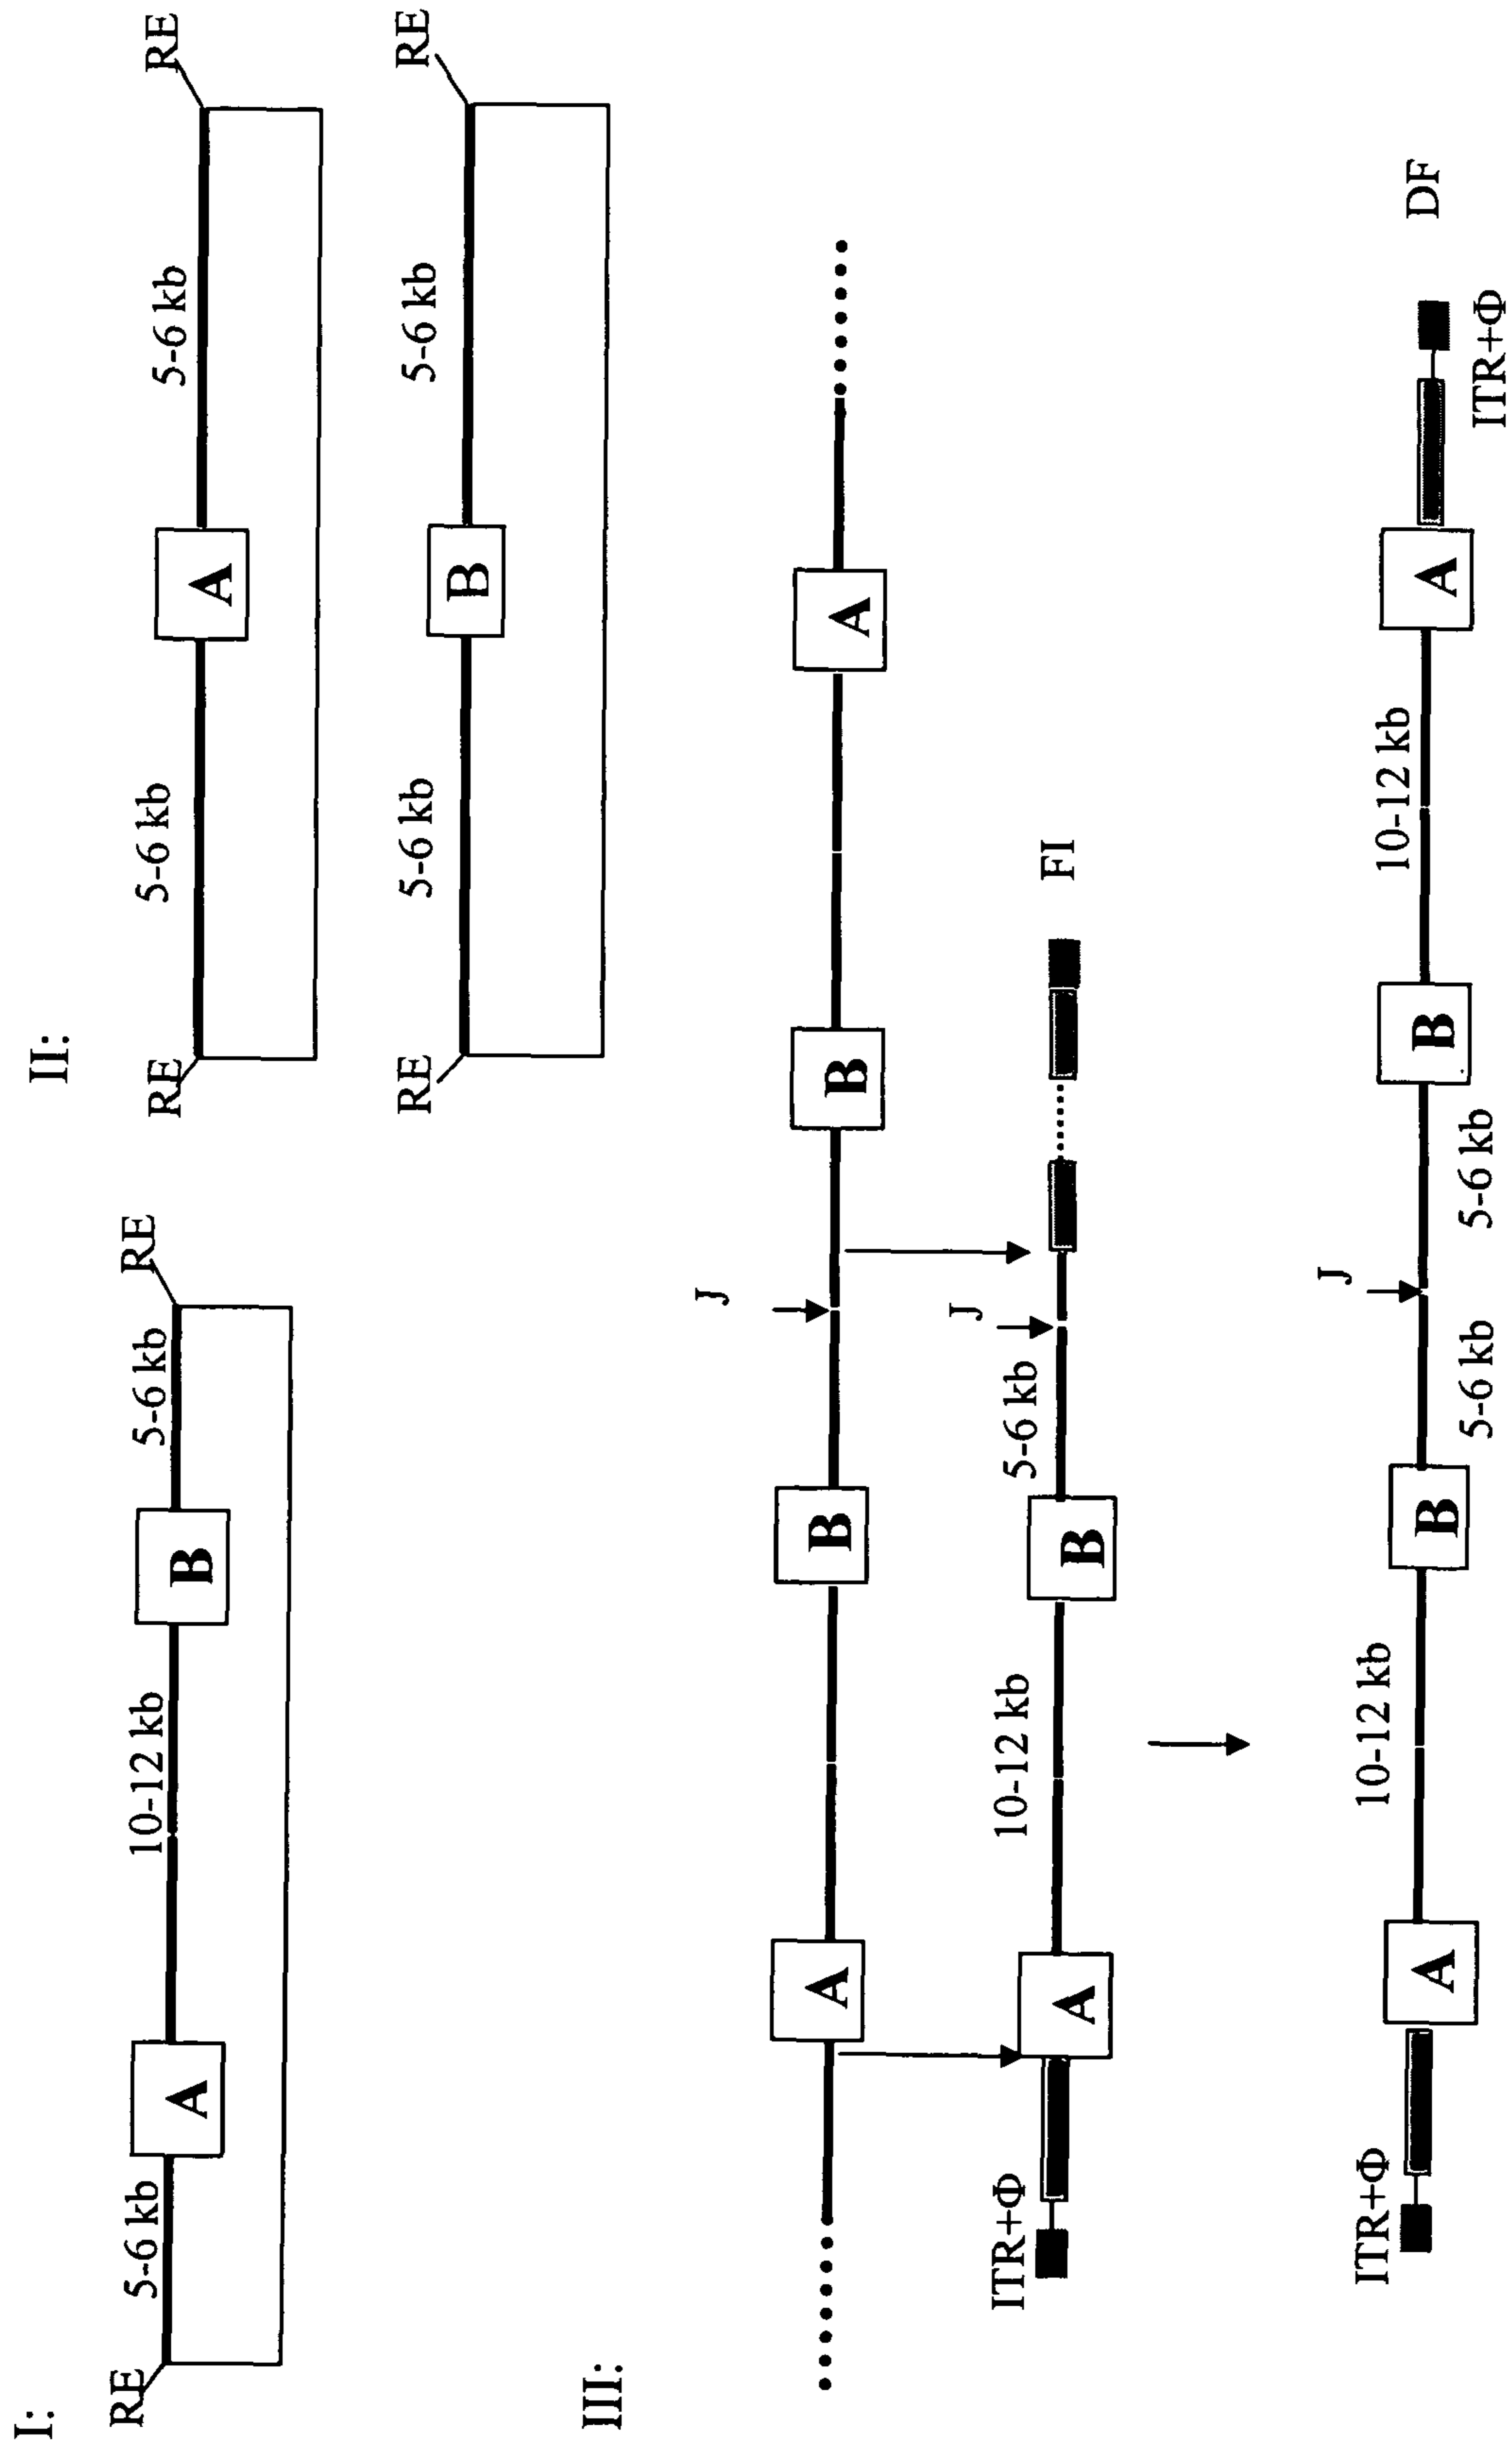 I:
RE
5-6 kb
A
10-12 kb
B
5-6 kb
RE
II:
RE
5-6 kb
A
5-6 kb
RE
RE
5-6 kb
B
5-6 kb
RE
III:
A
B
J
B
A
ITR+Φ
A
10-12 kb
B
5-6 kb
J
FI
ITR+Φ
A
10-12 kb
B
5-6 kb
J
5-6 kb
B
10-12 kb
A
ITR+Φ
DF